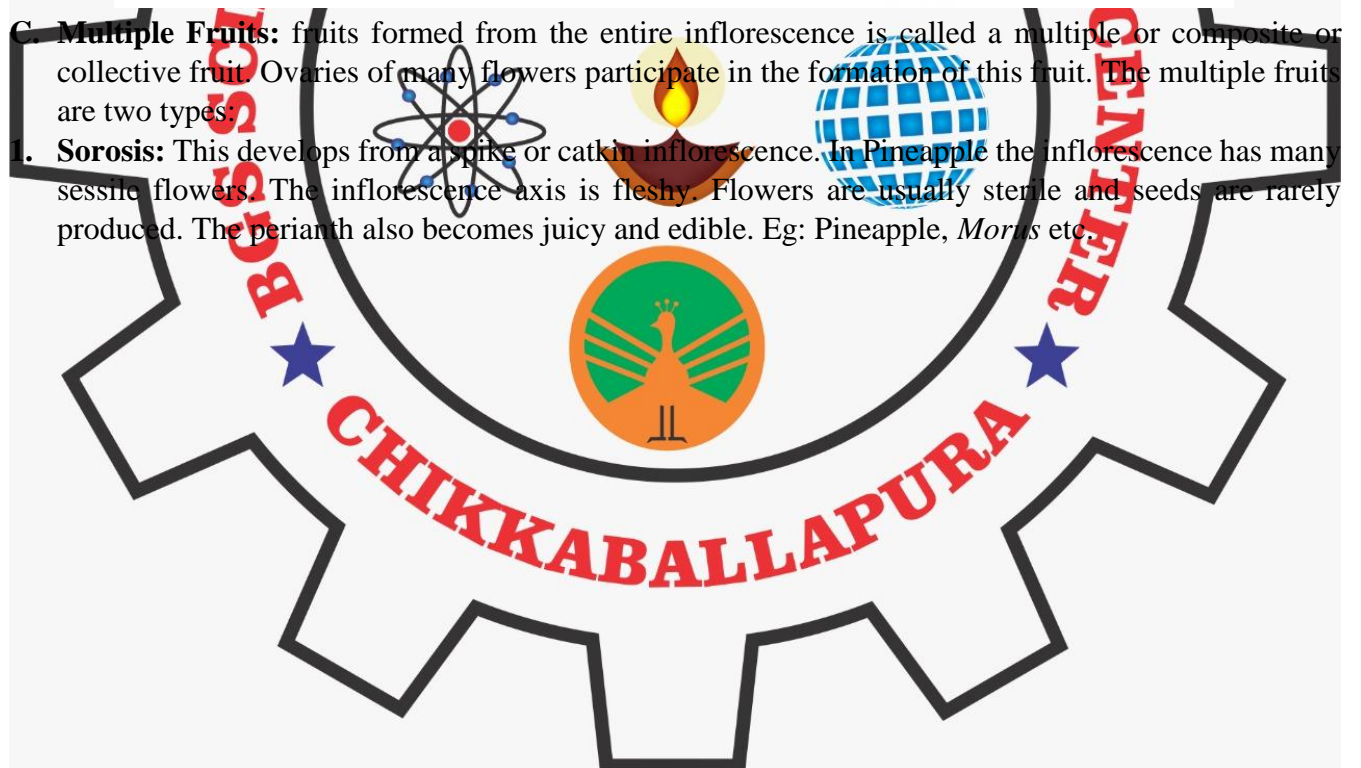 C. Multiple Fruits: fruits formed from the entire inflorescence is called a multiple or composite or
collective fruit. Ovaries of many flowers participate in the formation of this fruit. The multiple fruits
are two types:
1. Sorosis: This develops from a spike or catkin inflorescence. In Pineapple the inflorescence has many
sessile flowers. The inflorescence axis is fleshy. Flowers are usually sterile and seeds are rarely
produced. The perianth also becomes juicy and edible. Eg: Pineapple, Morus etc.
BGS SCI
CENTER
CHIKKABALLAPURA